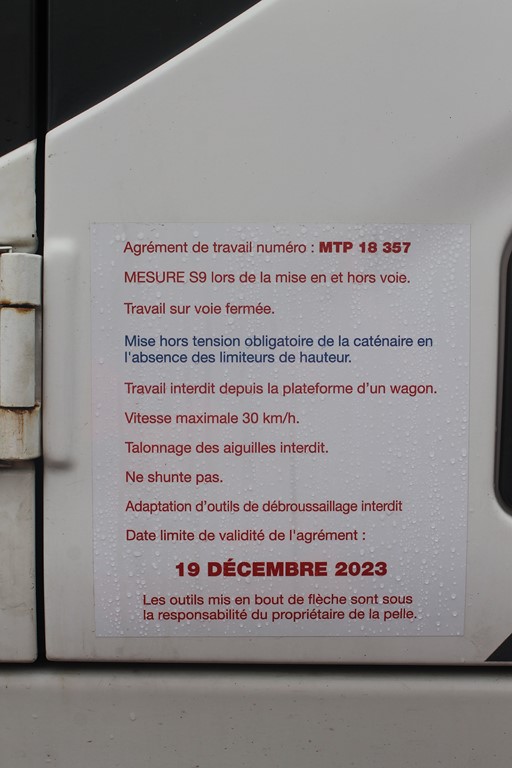 Agrément de travail numéro : MTP 18 357
MESURE S9 lors de la mise en et hors voie.
Travail sur voie fermée.
Mise hors tension obligatoire de la caténaire en
l'absence des limiteurs de hauteur.
Travail interdit depuis la plateforme d'un wagon.
Vitesse maximale 30 km/h.
Talonnage des aiguilles interdit.
Ne shunte pas.
Adaptation d'outils de débroussaillage interdit
Date limite de validité de l'agrément :
19 DÉCEMBRE 2023
Les outils mis en bout de flèche sont sous
la responsabilité du propriétaire de la pelle.